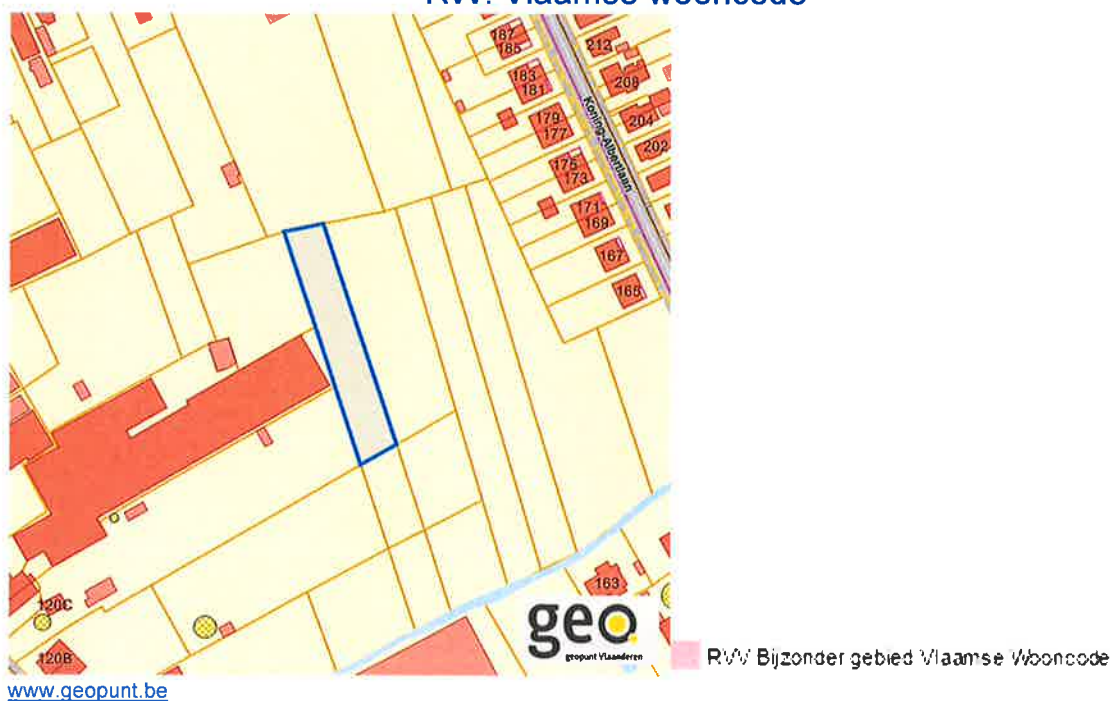 RVV: Vlaamse wooncode
187
185
212
183
181
208
179
177
204
Koning-Albertlaan
202
175
173
171
169
167
165
163
120C
120B
geo
geopunt Vlaanderen
RVV Bijzonder gebied Vlaamse Wooncode
www.geopunt.be